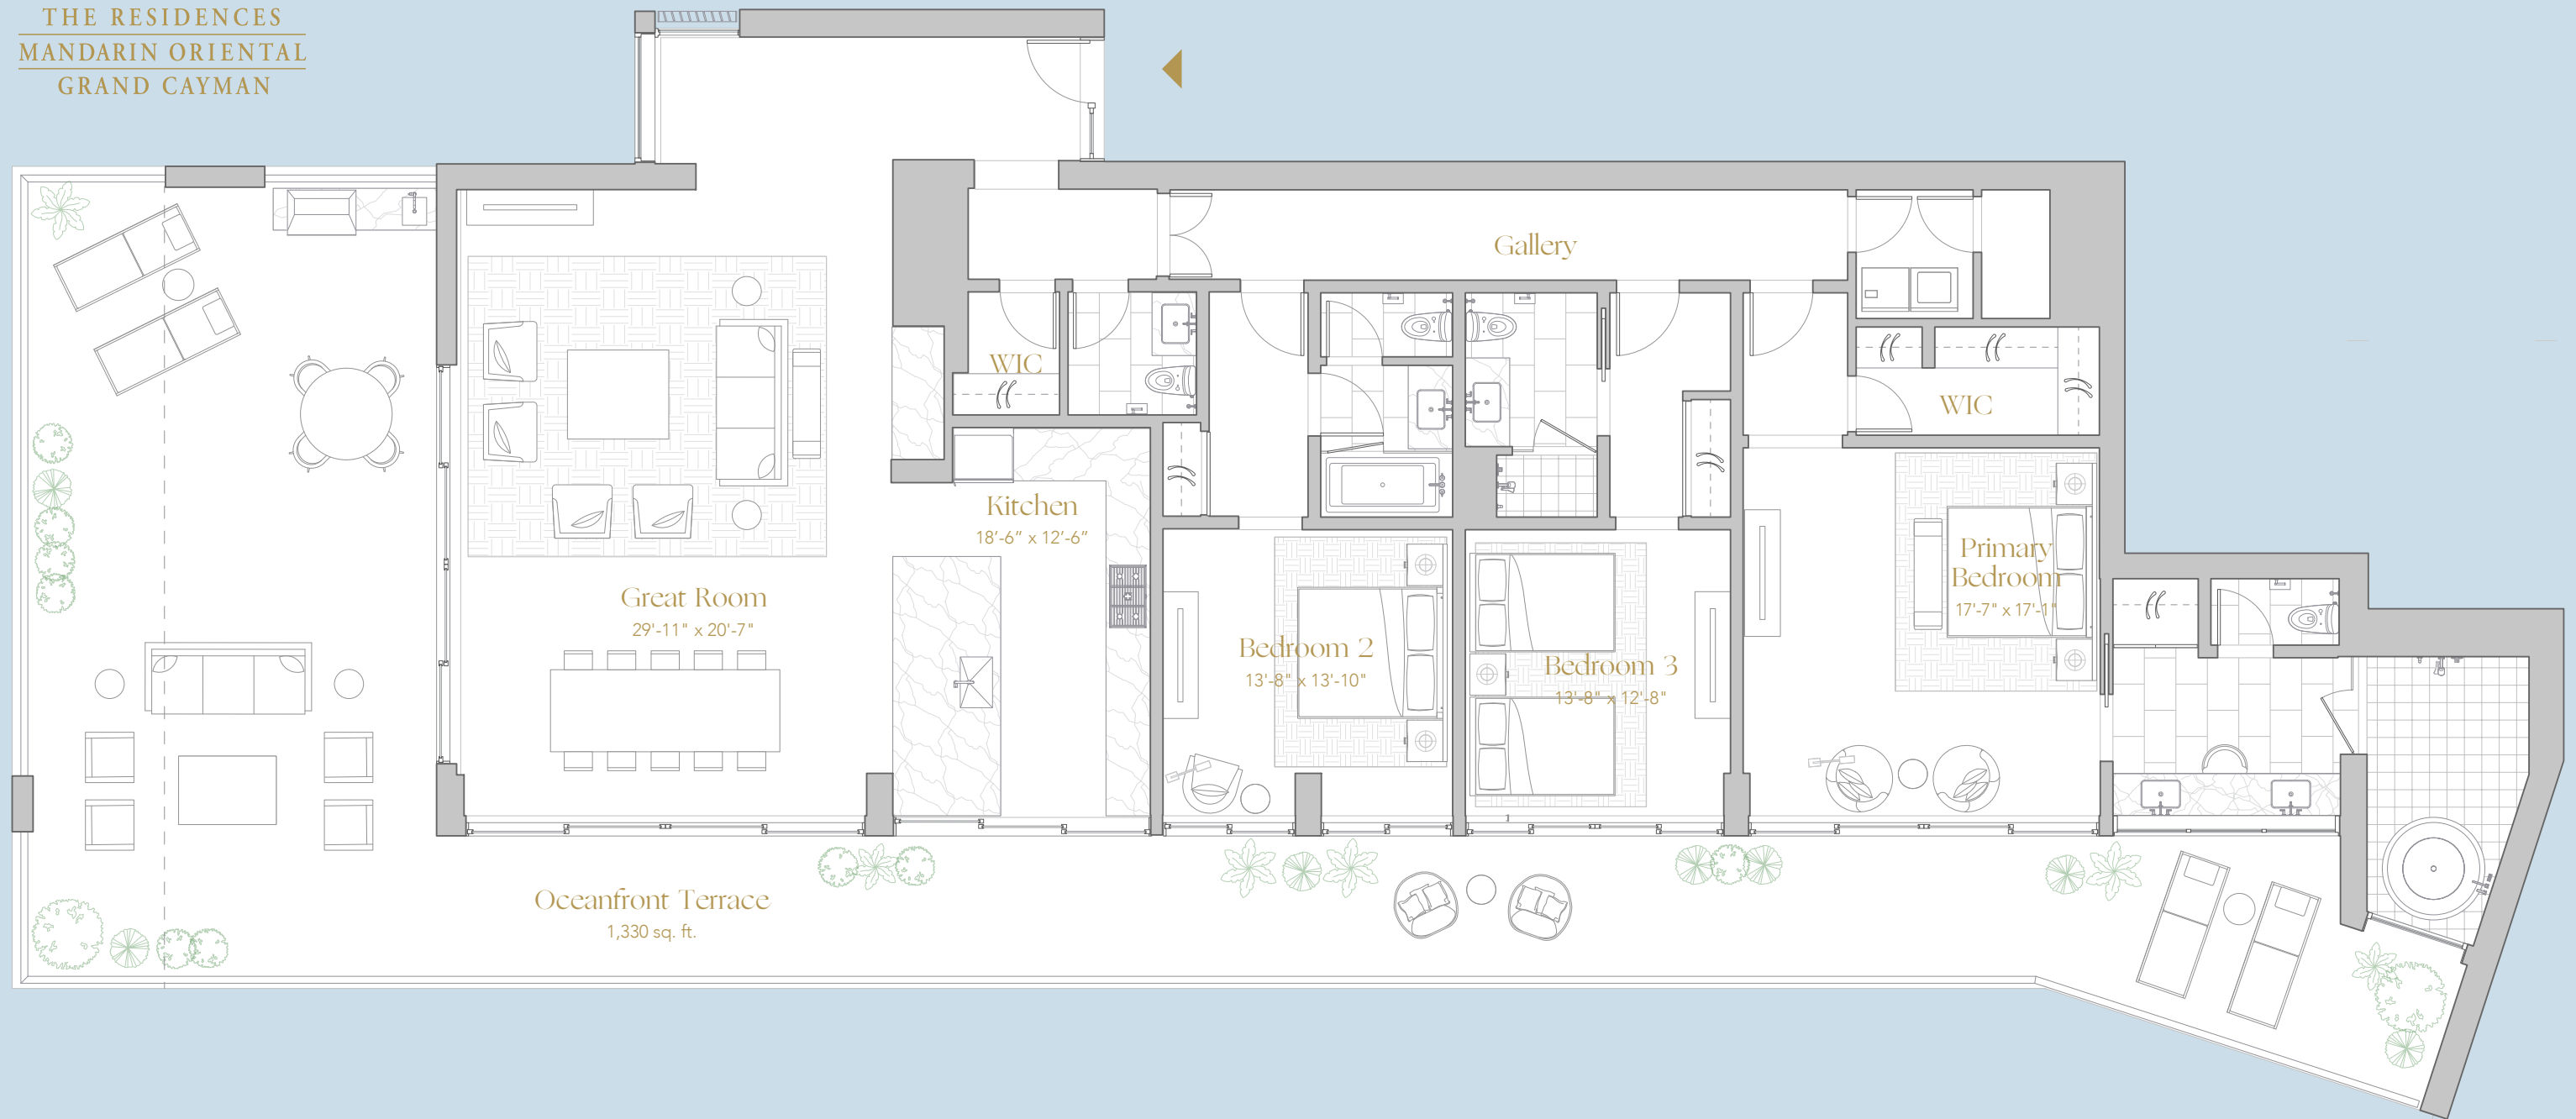 THE RESIDENCES
MANDARIN ORIENTAL
GRAND CAYMAN
Gallery
WIC
WIC
Kitchen
18'-6" x 12'-6"
Primary
Bedroom
17'-7" x 17'-1"
Great Room
29'-11" x 20'-7"
Bedroom 2
13'-8" x 13'-10"
Bedroom 3
13'-8" x 12'-8"
Oceanfront Terrace
1,330 sq. ft.